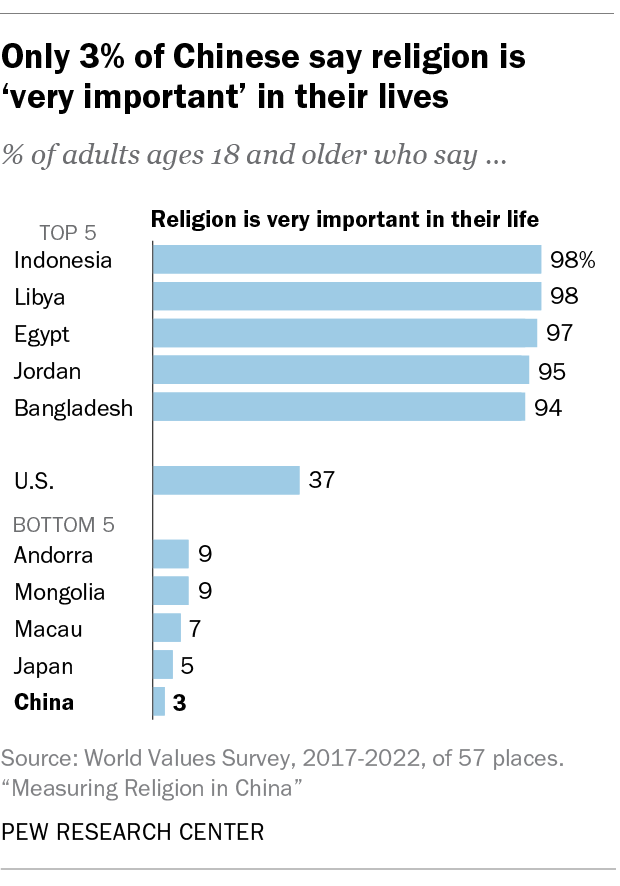 Only 3% of Chinese say religion is
‘very important’ in their lives
% of adults ages 18 and older who say ...
Religion is very important in their life
TOP 5
Indonesia 98%
Libya 98
Egypt 97
Jordan 95
Bangladesh 94
U.S. 37
BOTTOM 5
Andorra 9
Mongolia 9
Macau 7
Japan 5
China 3
Source: World Values Survey, 2017-2022, of 57 places.
“Measuring Religion in China”
PEW RESEARCH CENTER